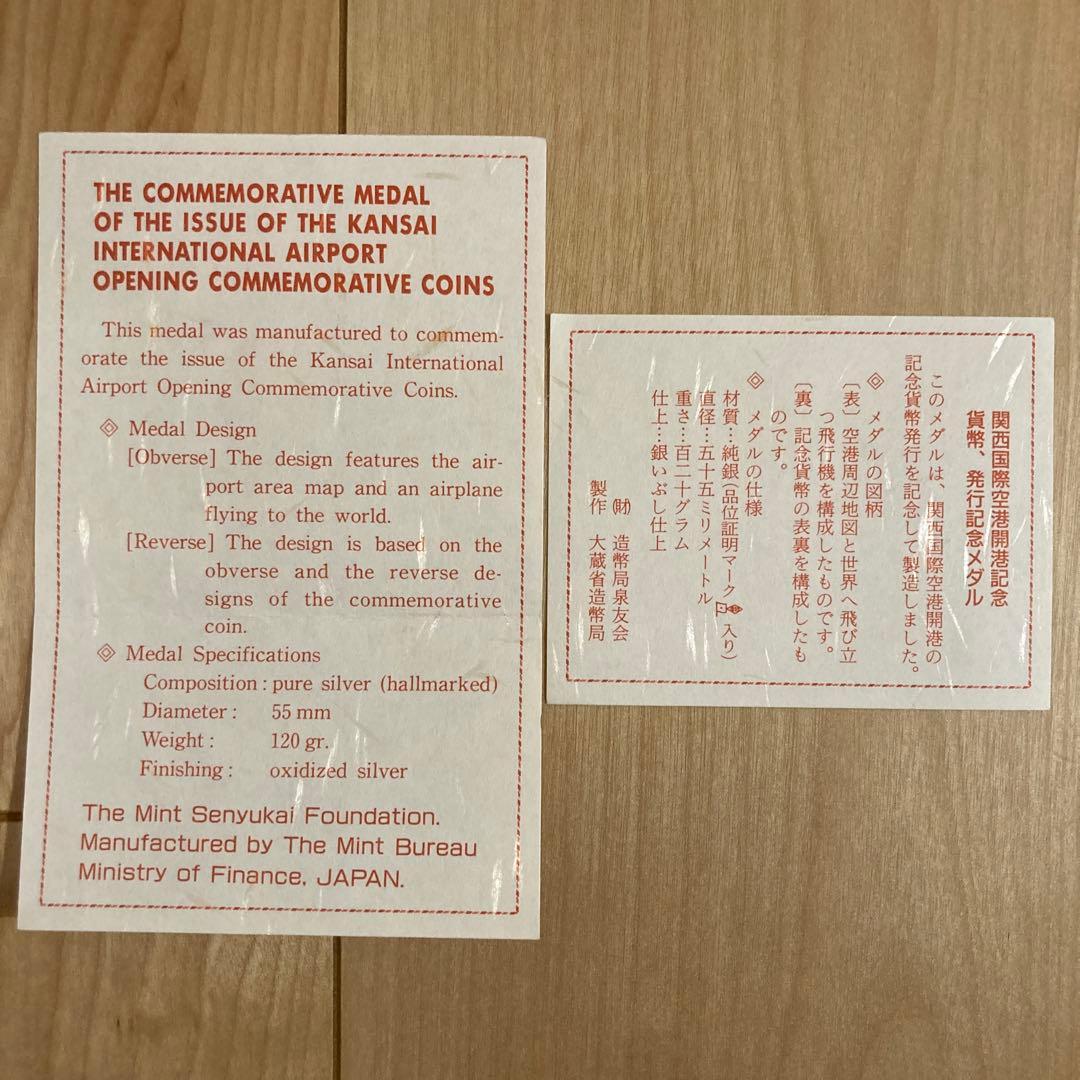 THE COMMEMORATIVE MEDAL
OF THE ISSUE OF THE KANSAI
INTERNATIONAL AIRPORT
OPENING COMMEMORATIVE COINS
This medal was manufactured to commem-
orate the issue of the Kansai International
Airport Opening Commemorative Coins.
◈ Medal Design
[Obverse] The design features the air-
port area map and an airplane
flying to the world.
[Reverse] The design is based on the
obverse and the reverse de-
signs of the commemorative
coin.
◈ Medal Specifications
Composition : pure silver (hallmarked)
Diameter : 55 mm
Weight : 120 gr.
Finishing : oxidized silver
The Mint Senyukai Foundation.
Manufactured by The Mint Bureau
Ministry of Finance, JAPAN.
関西国際空港開港記念
貨幣、発行記念メダル
このメダルは、関西国際空港開港の
記念貨幣発行を記念して製造しました。
◈ メダルの図柄
〔表〕空港周辺地図と世界へ飛び立
つ飛行機を構成したものです。
〔裏〕記念貨幣の表裏を構成したも
のです。
◈ メダルの仕様
材質…純銀(品位証明マーク入り)
直径…五十五ミリメートル
重さ…百二十グラム
仕上…銀いぶし仕上
(財) 造幣局泉友会
製作 大蔵省造幣局